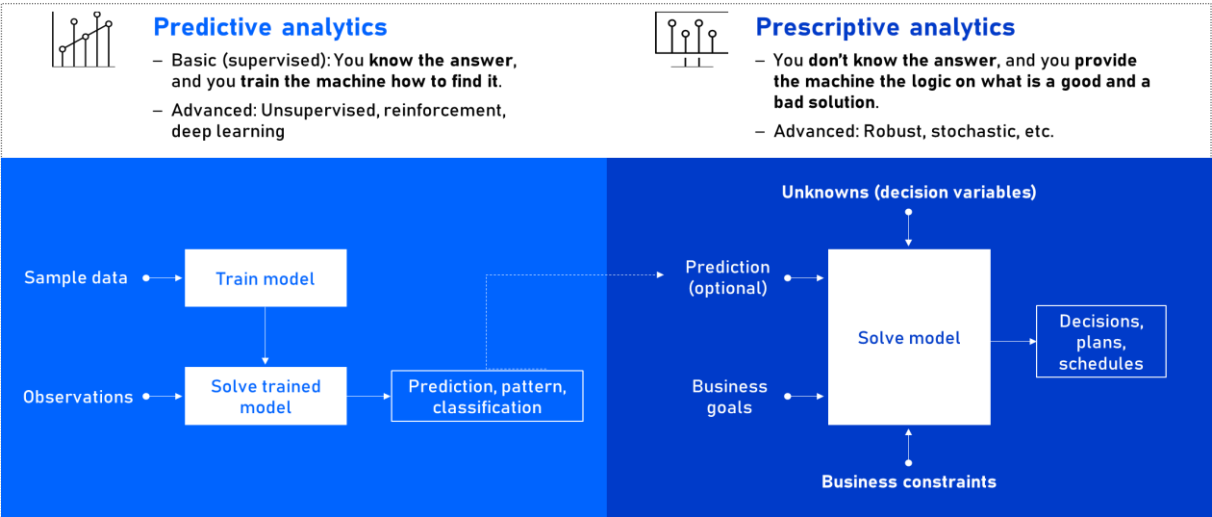 Predictive analytics
– Basic (supervised): You know the answer,
and you train the machine how to find it.
– Advanced: Unsupervised, reinforcement,
deep learning
Prescriptive analytics
– You don't know the answer, and you provide
the machine the logic on what is a good and a
bad solution.
– Advanced: Robust, stochastic, etc.
Sample data
Train model
Observations
Solve trained
model
Prediction, pattern,
classification
Unknowns (decision variables)
Prediction
(optional)
Business
goals
Solve model
Decisions,
plans,
schedules
Business constraints